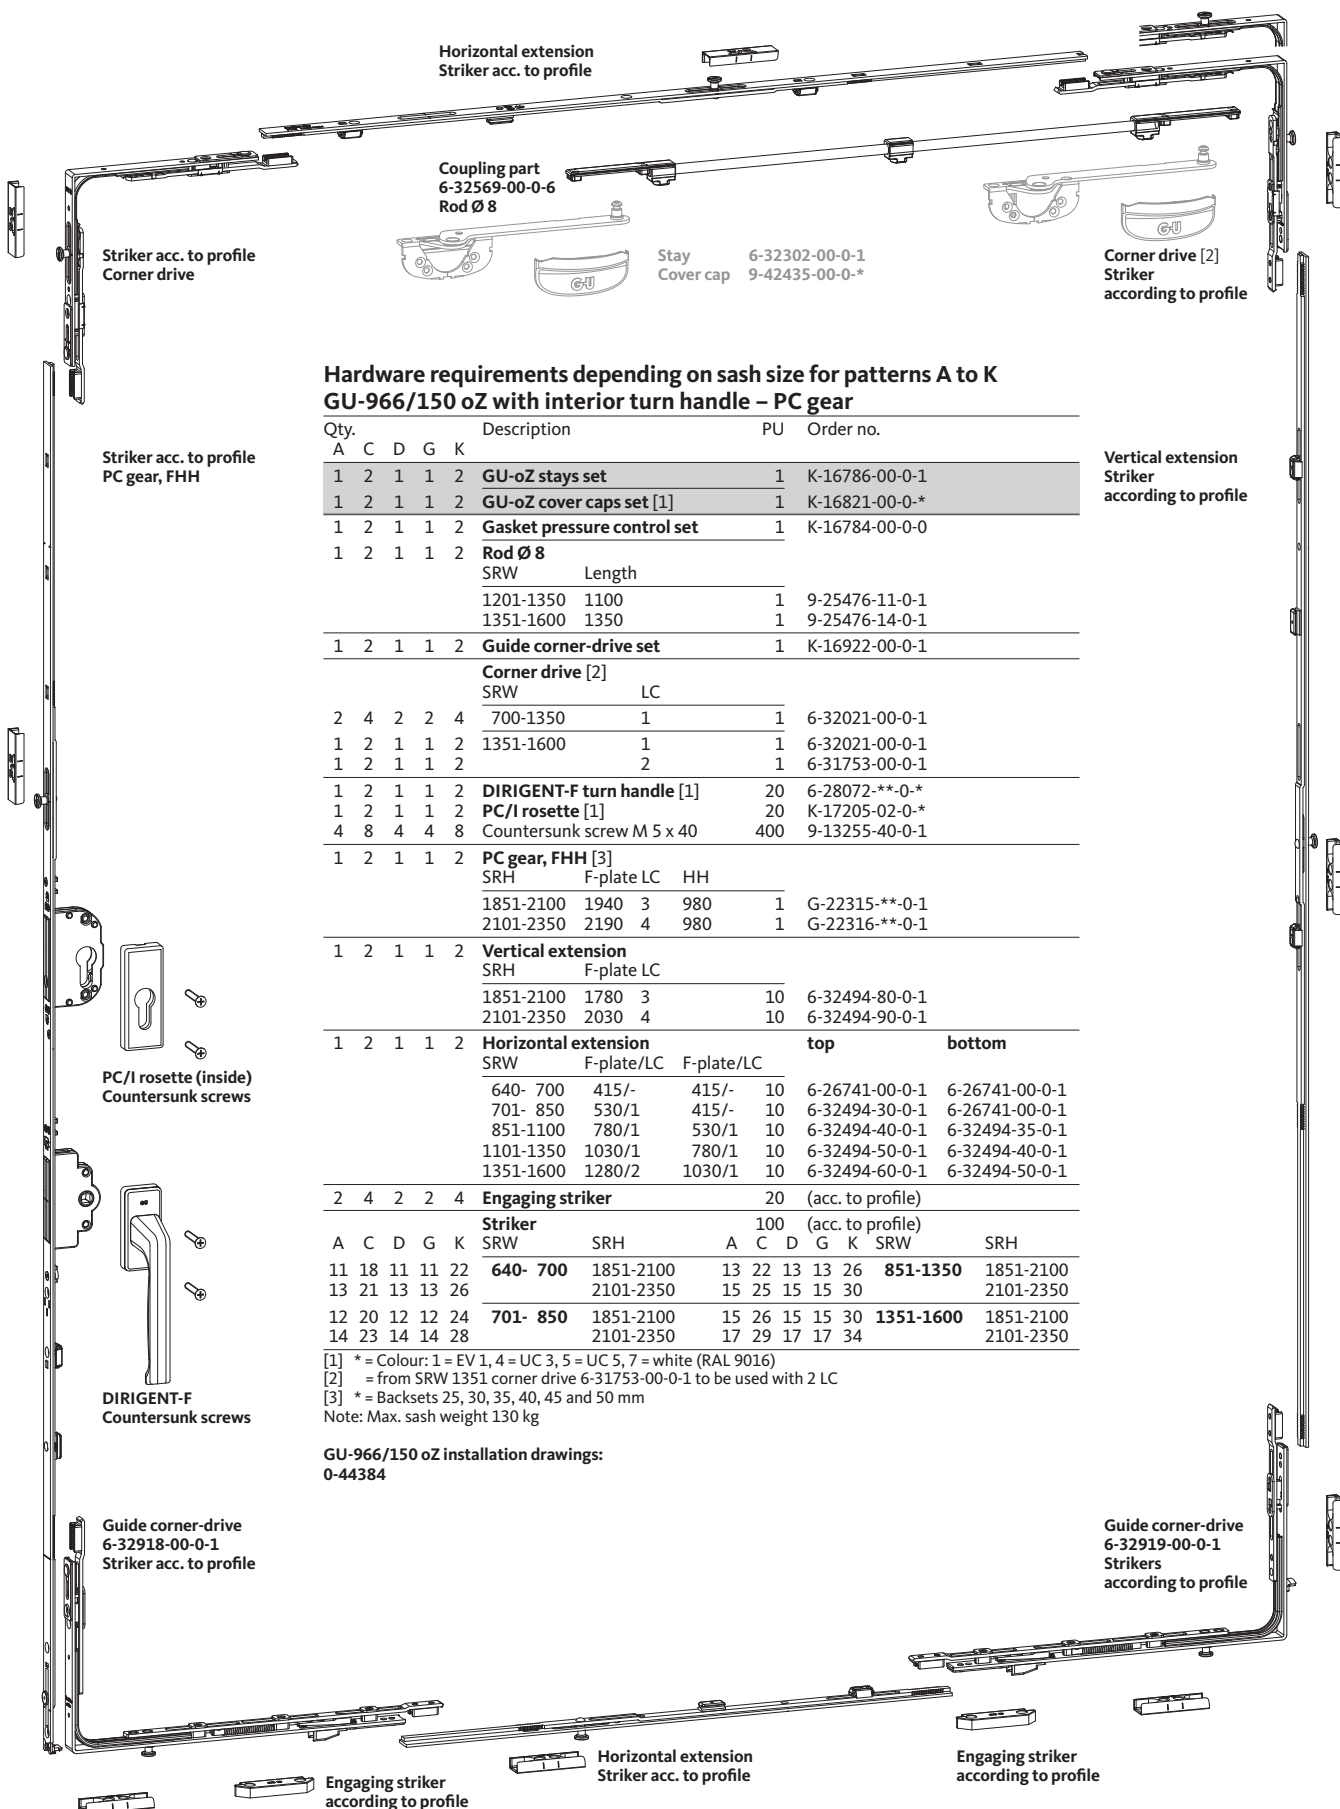 Horizontal extension
Striker acc. to profile
Coupling part
6-32569-00-0-6
Rod Ø 8
Striker acc. to profile
Corner drive
G-U
G-U
Stay 6-32302-00-0-1
Cover cap 9-42435-00-0-*
Corner drive [2]
Striker
according to profile
Hardware requirements depending on sash size for patterns A to K
GU-966/150 oZ with interior turn handle – PC gear
Striker acc. to profile
PC gear, FHH
Vertical extension
Striker
according to profile
Qty. Description PU Order no.
A C D G K
1 2 1 1 2 GU-oZ stays set 1 K-16786-00-0-1
1 2 1 1 2 GU-oZ cover caps set [1] 1 K-16821-00-0-*
1 2 1 1 2 Gasket pressure control set 1 K-16784-00-0-0
1 2 1 1 2 Rod Ø 8
SRW Length
1201-1350 1100 1 9-25476-11-0-1
1351-1600 1350 1 9-25476-14-0-1
1 2 1 1 2 Guide corner-drive set 1 K-16922-00-0-1
Corner drive [2]
SRW LC
2 4 2 2 4 700-1350 1 1 6-32021-00-0-1
1 2 1 1 2 1351-1600 1 1 6-32021-00-0-1
1 2 1 1 2 2 1 6-31753-00-0-1
1 2 1 1 2 DIRIGENT-F turn handle [1] 20 6-28072-**-0-*
1 2 1 1 2 PC/I rosette [1] 20 K-17205-02-0-*
4 8 4 4 8 Countersunk screw M 5 x 40 400 9-13255-40-0-1
1 2 1 1 2 PC gear, FHH [3]
SRH F-plate LC HH
1851-2100 1940 3 980 1 G-22315-**-0-1
2101-2350 2190 4 980 1 G-22316-**-0-1
1 2 1 1 2 Vertical extension
SRH F-plate LC
1851-2100 1780 3 10 6-32494-80-0-1
2101-2350 2030 4 10 6-32494-90-0-1
1 2 1 1 2 Horizontal extension top bottom
SRW F-plate/LC F-plate/LC
640- 700 415/- 415/- 10 6-26741-00-0-1 6-26741-00-0-1
701- 850 530/1 415/- 10 6-32494-30-0-1 6-26741-00-0-1
851-1100 780/1 530/1 10 6-32494-40-0-1 6-32494-35-0-1
1101-1350 1030/1 780/1 10 6-32494-50-0-1 6-32494-40-0-1
1351-1600 1280/2 1030/1 10 6-32494-60-0-1 6-32494-50-0-1
2 4 2 2 4 Engaging striker 20 (acc. to profile)
Striker 100 (acc. to profile)
A C D G K SRW SRH A C D G K SRW SRH
11 18 11 11 22 640- 700 1851-2100 13 22 13 13 26 851-1350 1851-2100
13 21 13 13 26 2101-2350 15 25 15 15 30 2101-2350
12 20 12 12 24 701- 850 1851-2100 15 26 15 15 30 1351-1600 1851-2100
14 23 14 14 28 2101-2350 17 29 17 17 34 2101-2350
[1] * = Colour: 1 = EV 1, 4 = UC 3, 5 = UC 5, 7 = white (RAL 9016)
[2] = from SRW 1351 corner drive 6-31753-00-0-1 to be used with 2 LC
[3] * = Backsets 25, 30, 35, 40, 45 and 50 mm
Note: Max. sash weight 130 kg
GU-966/150 oZ installation drawings:
0-44384
PC/I rosette (inside)
Countersunk screws
DIRIGENT-F
Countersunk screws
Guide corner-drive
6-32918-00-0-1
Striker acc. to profile
Guide corner-drive
6-32919-00-0-1
Strikers
according to profile
Horizontal extension
Striker acc. to profile
Engaging striker
according to profile
Engaging striker
according to profile